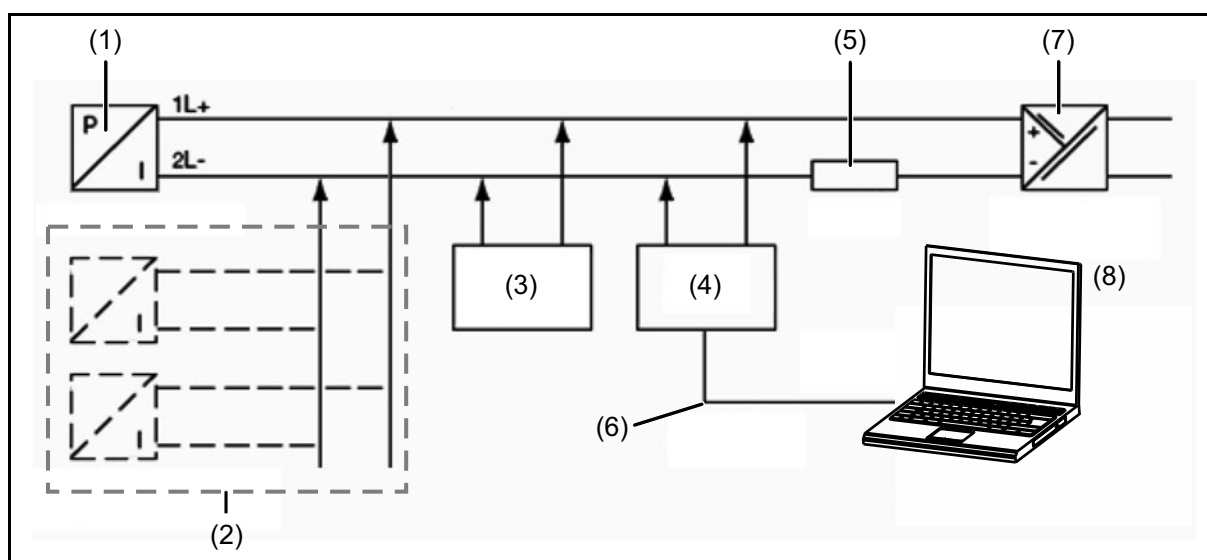 (1)
(5)
(7)
1L+
P
I
2L-
+
-
(3)
(4)
(8)
I
I
(6)
(2)